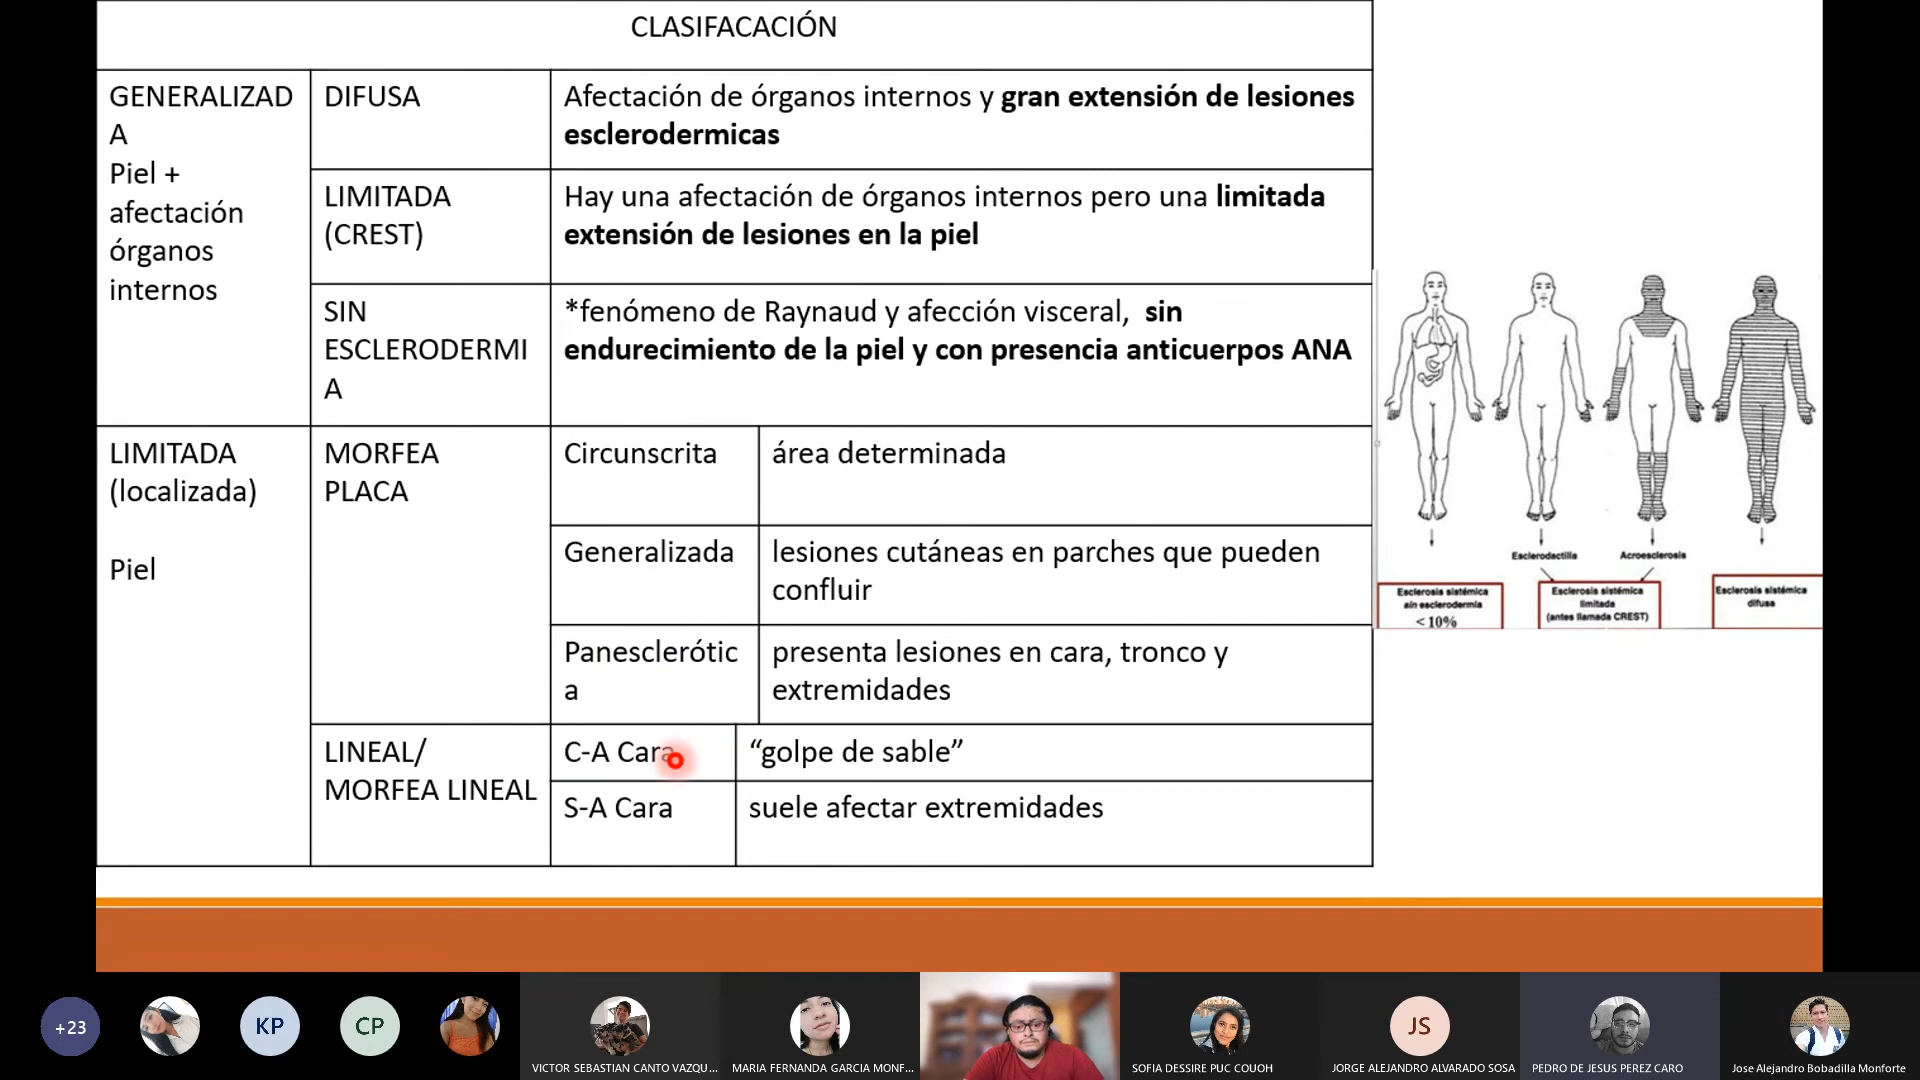 CLASIFACACIÓN
GENERALIZAD
A
Piel +
afectación
órganos
internos
DIFUSA
Afectación de órganos internos y gran extensión de lesiones
esclerodermicas
LIMITADA
(CREST)
Hay una afectación de órganos internos pero una limitada
extensión de lesiones en la piel
SIN
ESCLERODERMI
A
*fenómeno de Raynaud y afección visceral, sin
endurecimiento de la piel y con presencia anticuerpos ANA
LIMITADA
(localizada)
Piel
MORFEA
PLACA
Circunscrita
área determinada
Generalizada
lesiones cutáneas en parches que pueden
confluir
Panesclerótic
a
presenta lesiones en cara, tronco y
extremidades
LINEAL/
MORFEA LINEAL
C-A Cara
“golpe de sable”
S-A Cara
suele afectar extremidades
Esclerodactilia
Acroesclerosis
Esclerosis sistémica
sin esclerodermia
< 10%
Esclerosis sistémica
limitada
(antes llamada CREST)
Esclerosis sistémica
difusa
+23
KP
CP
VICTOR SEBASTIAN CANTO VAZQU...
MARIA FERNANDA GARCIA MONF...
SOFIA DESSIRE PUC COUOH
JS
JORGE ALEJANDRO ALVARADO SOSA
PEDRO DE JESUS PEREZ CARO
Jose Alejandro Bobadilla Monforte